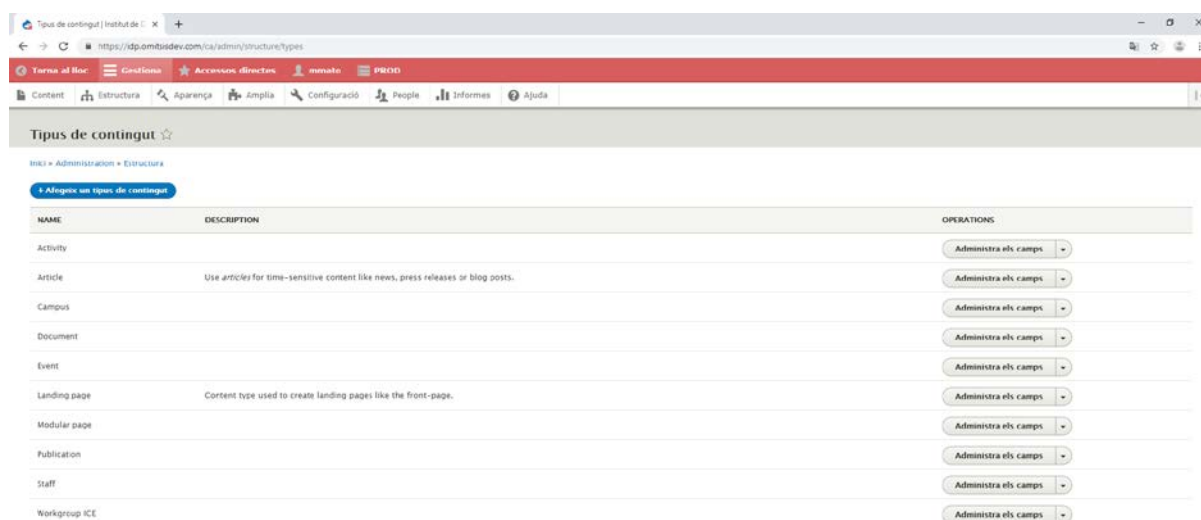 Tipus de contingut | Institut de D
https://idp.omitsisdev.com/ca/admin/structure/types
Torna al lloc Gestiona Accessos directes mmato PROD
Content Estructura Aparença Amplia Configuració People Informes Ajuda
Tipus de contingut
Inici » Administration » Estructura
+ Afegeix un tipus de contingut
NAME DESCRIPTION OPERATIONS
Activity Administra els camps
Article Use articles for time-sensitive content like news, press releases or blog posts. Administra els camps
Campus Administra els camps
Document Administra els camps
Event Administra els camps
Landing page Content type used to create landing pages like the front-page. Administra els camps
Modular page Administra els camps
Publication Administra els camps
Staff Administra els camps
Workgroup ICE Administra els camps